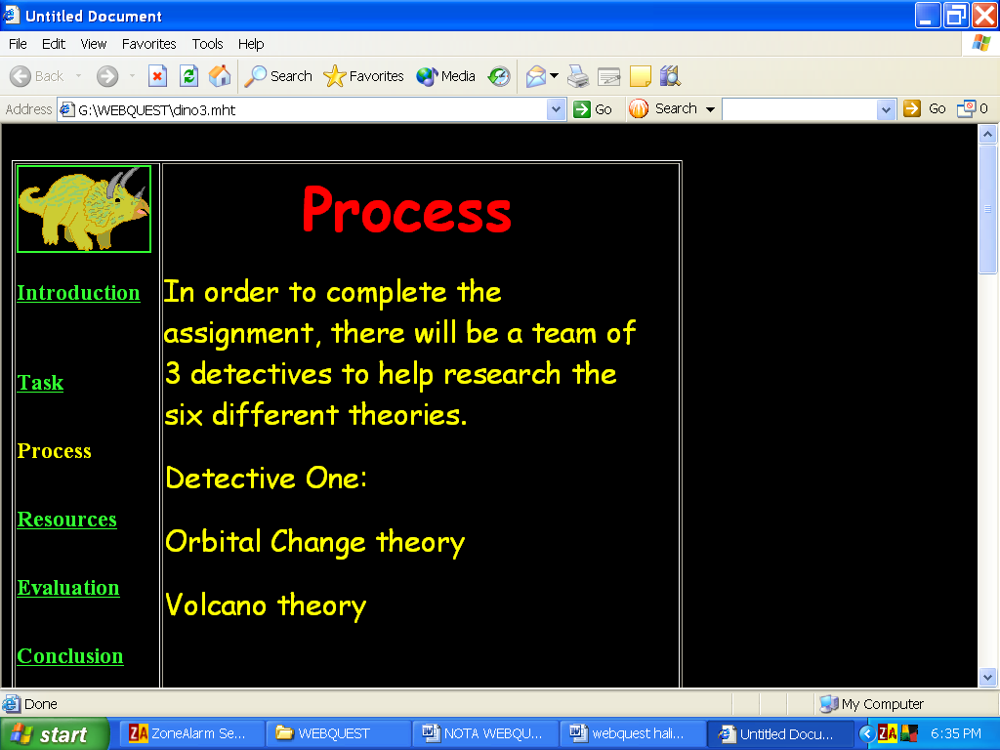 Untitled Document
File Edit View Favorites Tools Help
Back Search Favorites Media
Address G:\WEBQUEST\dino3.mht Go Search Go 0
Process
Introduction
Task
Process
Resources
Evaluation
Conclusion
In order to complete the
assignment, there will be a team of
3 detectives to help research the
six different theories.
Detective One:
Orbital Change theory
Volcano theory
Done My Computer
start ZA ZoneAlarm Se... WEBQUEST NOTA WEBQU... webquest hali... Untitled Docu... ZA 6:35 PM